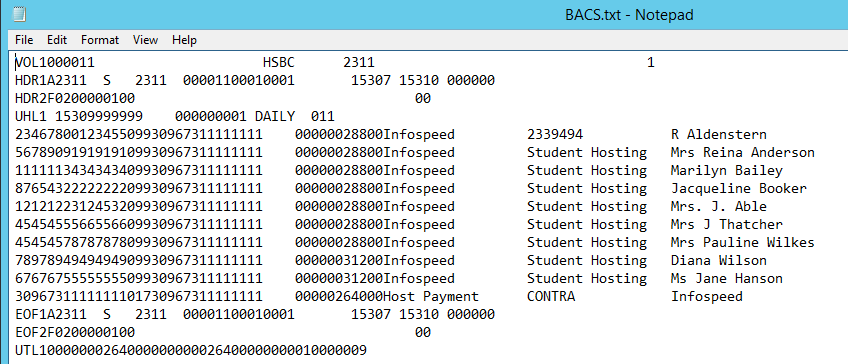 BACS.txt - Notepad
File Edit Format View Help
VOL1000011                     HSBC      2311                                  1
HDR1A2311  S   2311  00001100010001       15307 15310 000000
HDR2F0200000100                                   00
UHL1 15309999999    000000001 DAILY  011
2346780012345509930967311111111    00000028800Infospeed         2339494           R Aldenstern
5678909191919109930967311111111    00000028800Infospeed         Student Hosting   Mrs Reina Anderson
1111113434343409930967311111111    00000028800Infospeed         Student Hosting   Marilyn Bailey
8765432222222209930967311111111    00000028800Infospeed         Student Hosting   Jacqueline Booker
1212122312453209930967311111111    00000028800Infospeed         Student Hosting   Mrs. J. Able
4545455566556609930967311111111    00000028800Infospeed         Student Hosting   Mrs J Thatcher
4545457878787809930967311111111    00000028800Infospeed         Student Hosting   Mrs Pauline Wilkes
7897894949494909930967311111111    00000031200Infospeed         Student Hosting   Diana Wilson
6767675555555509930967311111111    00000031200Infospeed         Student Hosting   Ms Jane Hanson
3096731111111101730967311111111    00000264000Host Payment      CONTRA            Infospeed
EOF1A2311  S   2311  00001100010001       15307 15310 000000
EOF2F0200000100                                   00
UTL10000000264000000000026400000000010000009